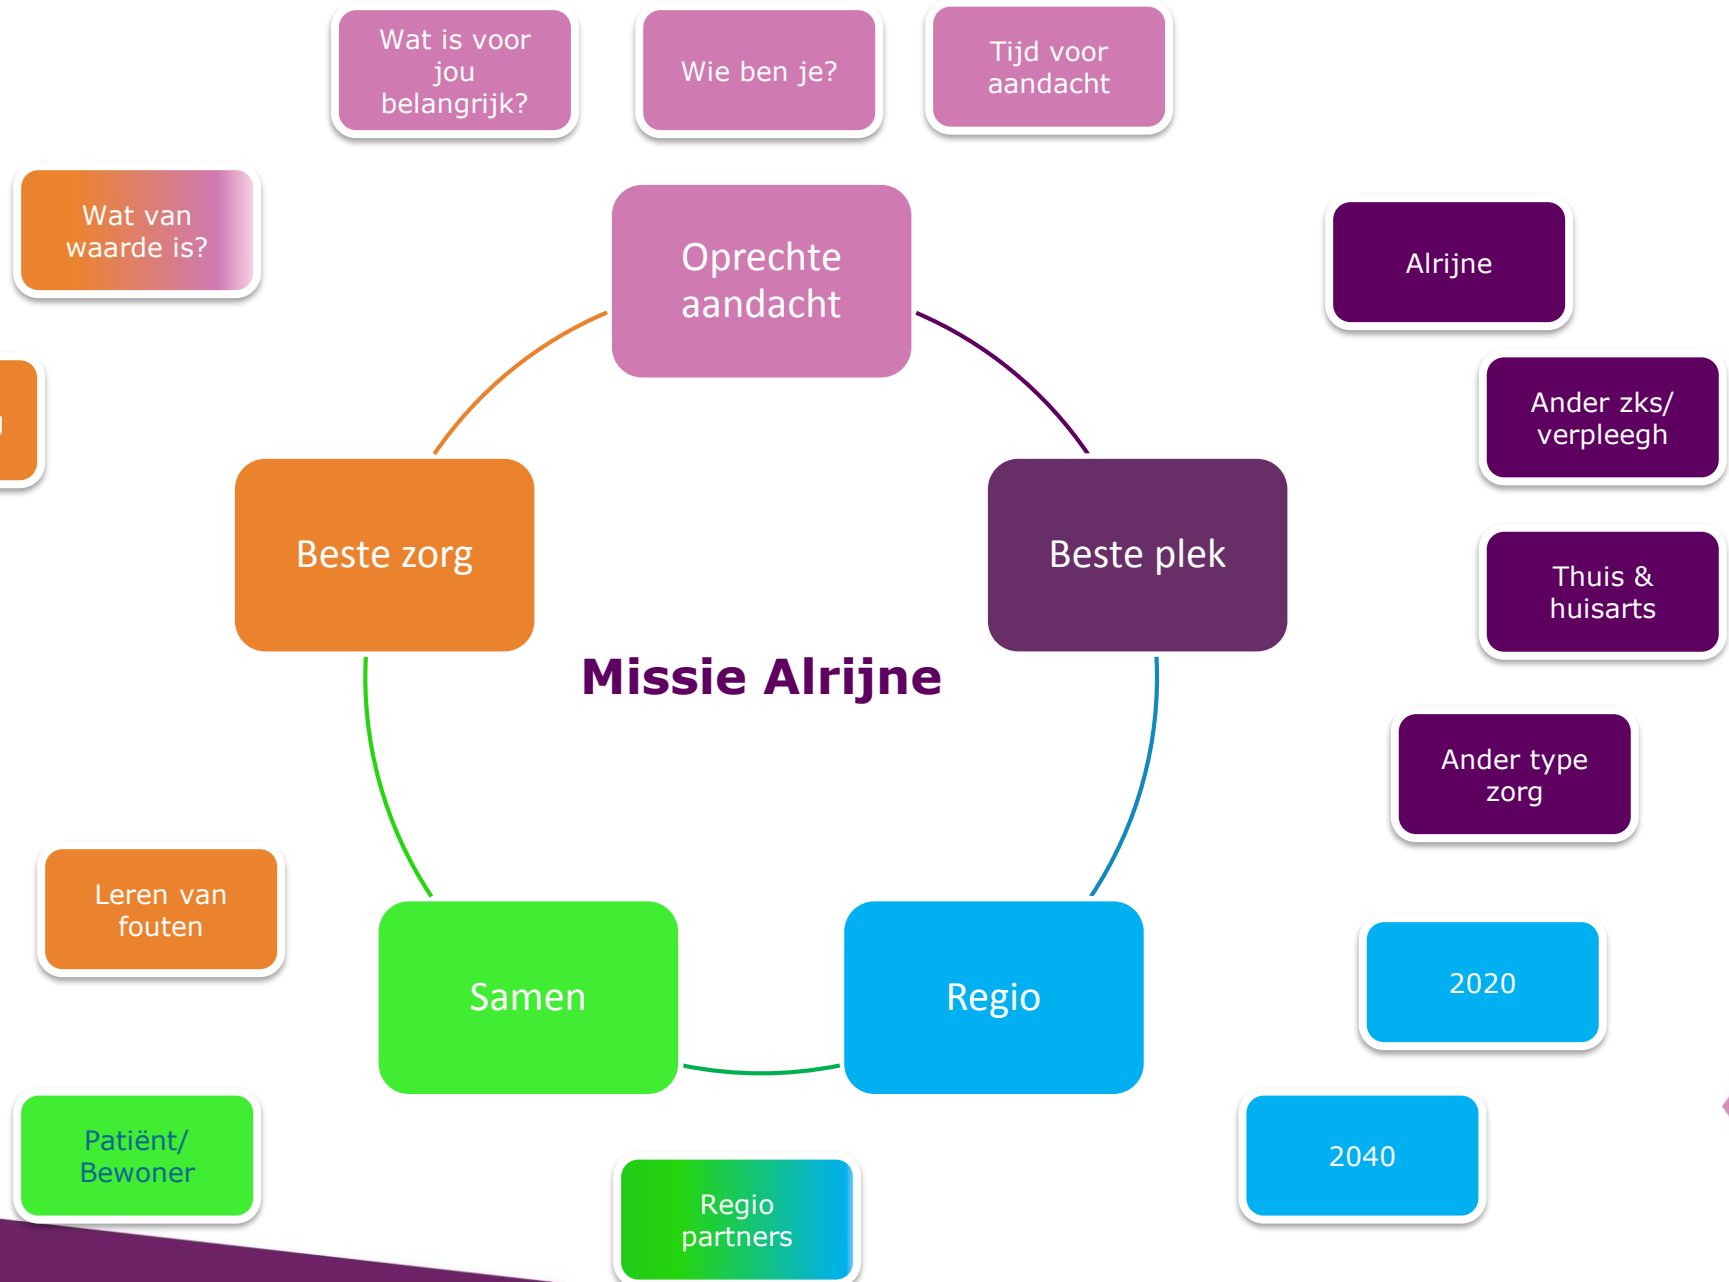 Wat is voor
jou
belangrijk?
Wie ben je?
Tijd voor
aandacht
Wat van
waarde is?
Oprechte
aandacht
Alrijne
Ander zks/
verpleegh
Beste zorg
Beste plek
Thuis &
huisarts
Missie Alrijne
Ander type
zorg
Leren van
fouten
Samen
Regio
2020
Patiënt/
Bewoner
Regio
partners
2040